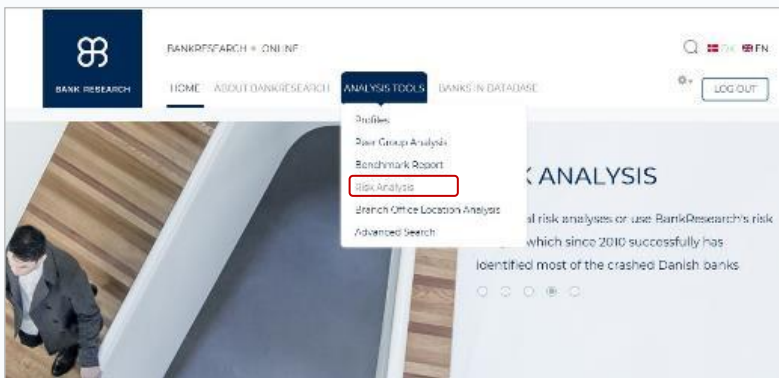 BANKRESEARCH ONLINE
EN
BANK RESEARCH
HOME ABOUT BANKRESEARCH ANALYSIS TOOLS BANKS IN DATABASE LOG OUT
Profiles
Peer Group Analysis
Benchmark Report
Risk Analysis
Branch Office Location Analysis
Advanced Search
K ANALYSIS
al risk analyses or use BankResearch's risk
which since 2010 successfully has
identified most of the crashed Danish banks